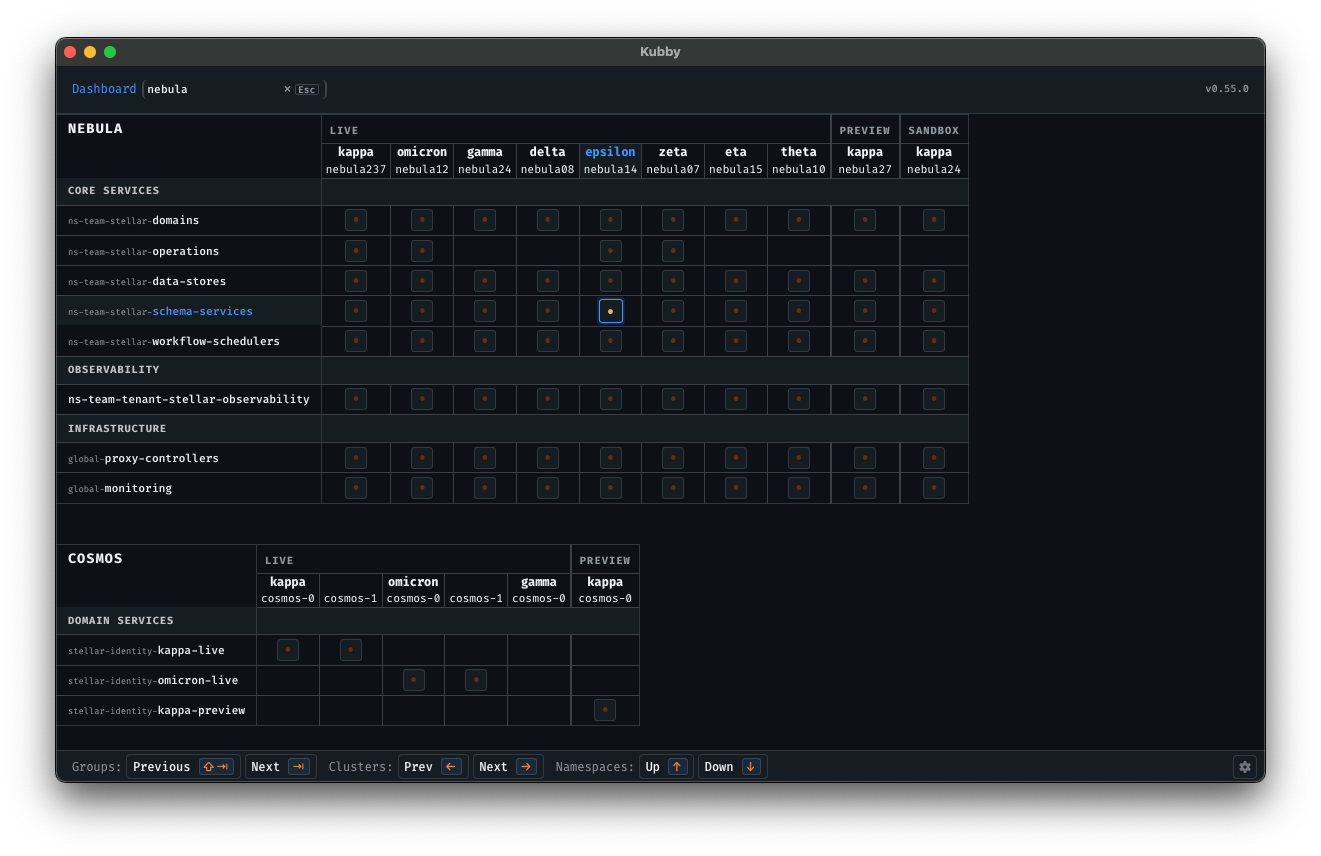 Kubby
Dashboard nebula × Esc v0.55.0
NEBULA LIVE PREVIEW SANDBOX
kappa omicron gamma delta epsilon zeta eta theta kappa kappa
nebula237 nebula12 nebula24 nebula08 nebula14 nebula07 nebula15 nebula10 nebula27 nebula24
CORE SERVICES
ns-team-stellar-domains
ns-team-stellar-operations
ns-team-stellar-data-stores
ns-team-stellar-schema-services
ns-team-stellar-workflow-schedulers
OBSERVABILITY
ns-team-tenant-stellar-observability
INFRASTRUCTURE
global-proxy-controllers
global-monitoring
COSMOS LIVE PREVIEW
kappa omicron gamma kappa
cosmos-0 cosmos-1 cosmos-0 cosmos-1 cosmos-0 cosmos-0
DOMAIN SERVICES
stellar-identity-kappa-live
stellar-identity-omicron-live
stellar-identity-kappa-preview
Groups: Previous ⇧⇥ Next ⇥ Clusters: Prev ← Next → Namespaces: Up ↑ Down ↓